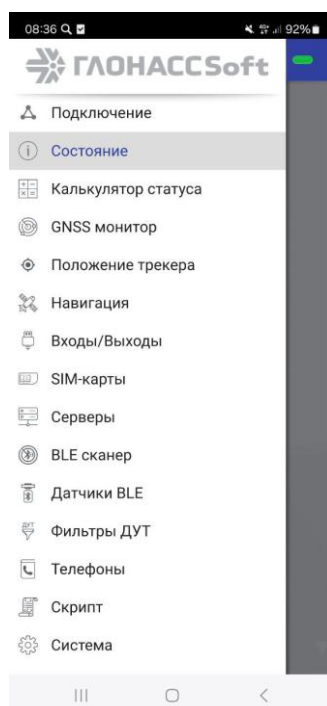 08:36
92%
ГЛОНАССSoft
Подключение
Состояние
Калькулятор статуса
GNSS монитор
Положение трекера
Навигация
Входы/Выходы
SIM-карты
Серверы
BLE сканер
Датчики BLE
ДУТ
Фильтры ДУТ
Телефоны
Скрипт
Система